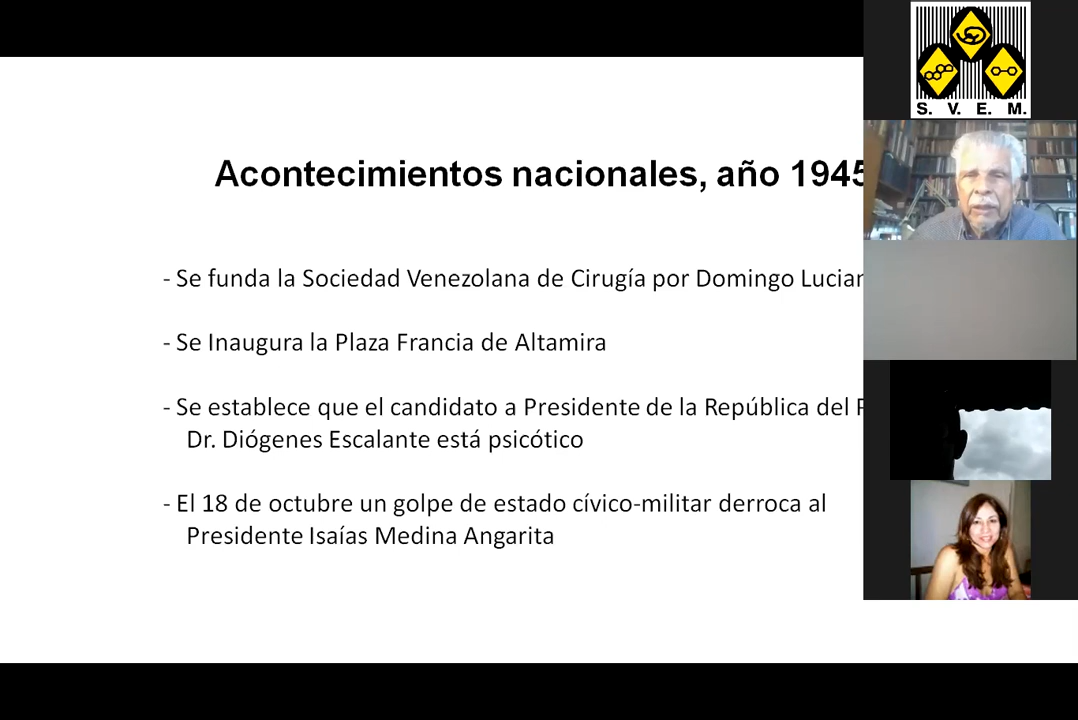 S. V. E. M.
Acontecimientos nacionales, año 1945
- Se funda la Sociedad Venezolana de Cirugía por Domingo
- Se Inaugura la Plaza Francia de Altamira
- Se establece que el candidato a Presidente de la República del
Dr. Diógenes Escalante está psicótico
- El 18 de octubre un golpe de estado cívico-militar derroca al
Presidente Isaías Medina Angarita